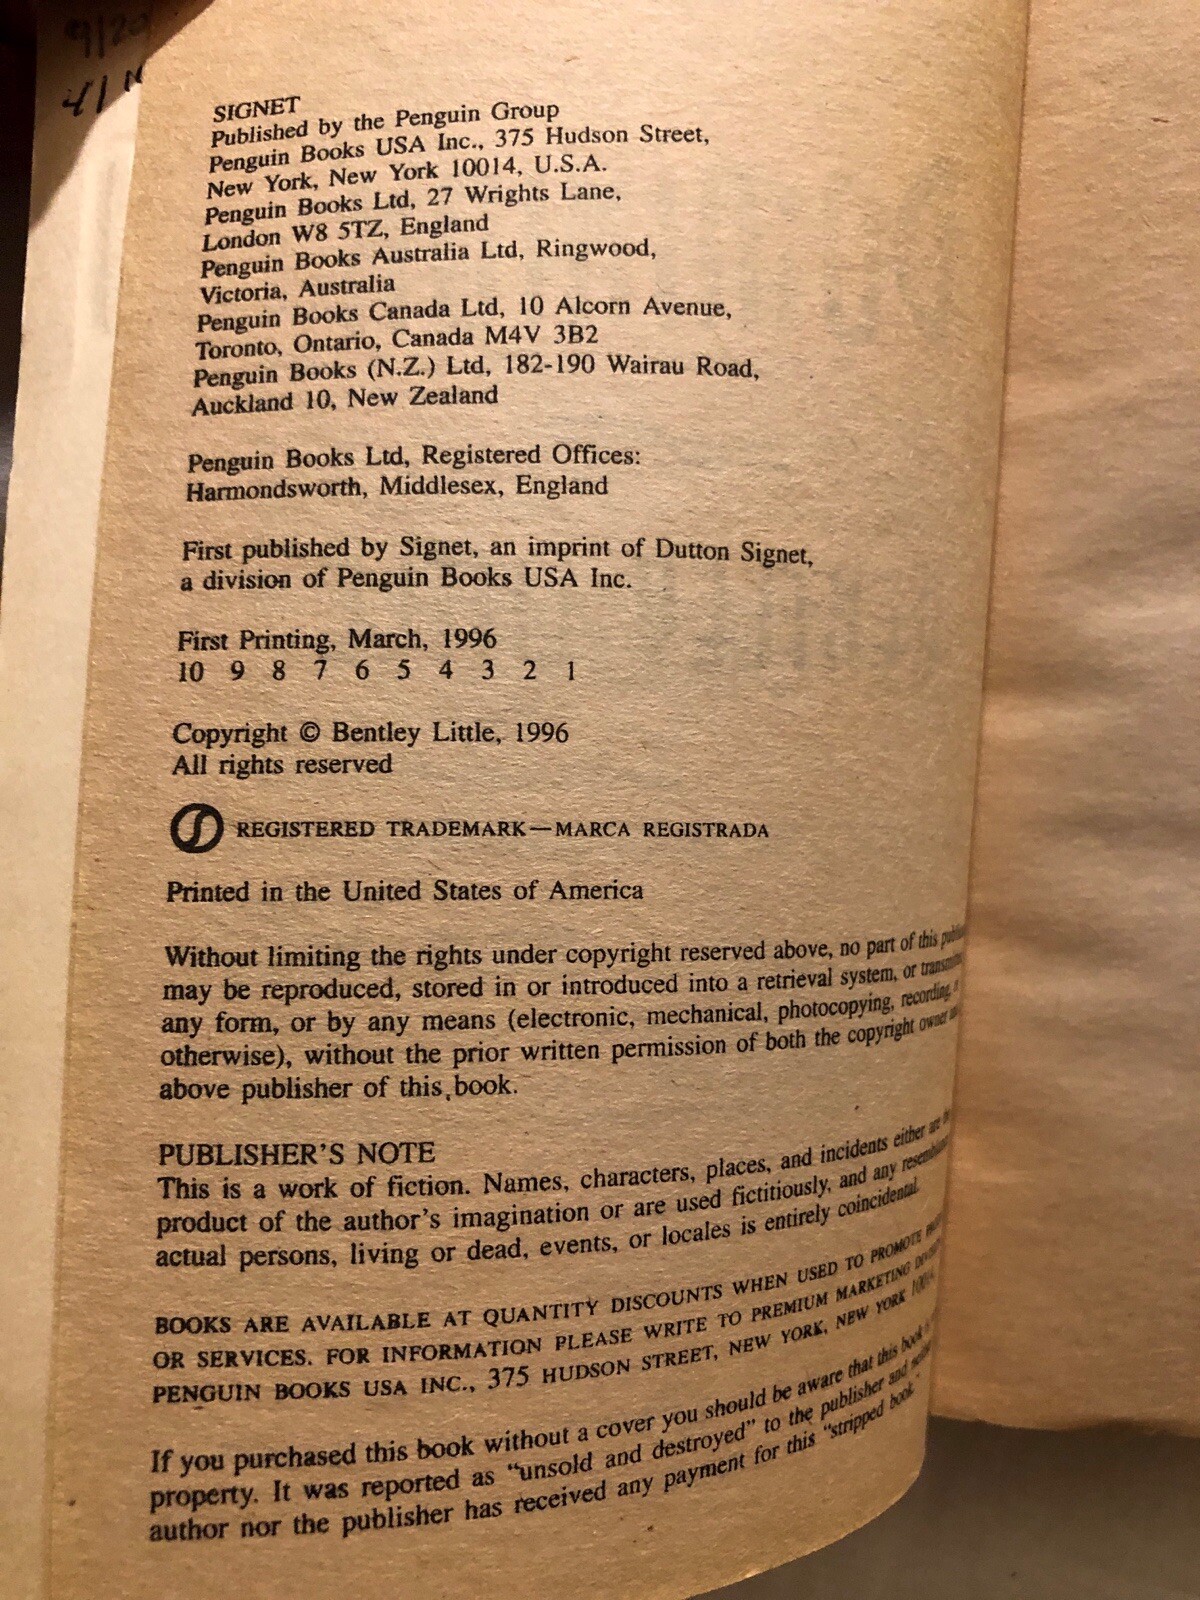 9/20
41
SIGNET
Published by the Penguin Group
Penguin Books USA Inc., 375 Hudson Street,
New York, New York 10014, U.S.A.
Penguin Books Ltd, 27 Wrights Lane,
London W8 5TZ, England
Penguin Books Australia Ltd, Ringwood,
Victoria, Australia
Penguin Books Canada Ltd, 10 Alcorn Avenue,
Toronto, Ontario, Canada M4V 3B2
Penguin Books (N.Z.) Ltd, 182-190 Wairau Road,
Auckland 10, New Zealand
Penguin Books Ltd, Registered Offices:
Harmondsworth, Middlesex, England
First published by Signet, an imprint of Dutton Signet,
a division of Penguin Books USA Inc.
First Printing, March, 1996
10 9 8 7 6 5 4 3 2 1
Copyright © Bentley Little, 1996
All rights reserved
REGISTERED TRADEMARK—MARCA REGISTRADA
Printed in the United States of America
Without limiting the rights under copyright reserved above, no part of this
may be reproduced, stored in or introduced into a retrieval system, or
any form, or by any means (electronic, mechanical, photocopying, recording,
otherwise), without the prior written permission of both the copyright owner
above publisher of this book.
PUBLISHER'S NOTE
This is a work of fiction. Names, characters, places, and incidents either are
product of the author's imagination or are used fictitiously, and any
actual persons, living or dead, events, or locales is entirely coincidental.
BOOKS ARE AVAILABLE AT QUANTITY DISCOUNTS WHEN USED TO PROMOTE
OR SERVICES. FOR INFORMATION PLEASE WRITE TO PREMIUM MARKETING
PENGUIN BOOKS USA INC., 375 HUDSON STREET, NEW YORK, NEW YORK
If you purchased this book without a cover you should be aware that this book
property. It was reported as "unsold and destroyed" to the publisher and
author nor the publisher has received any payment for this "stripped book."